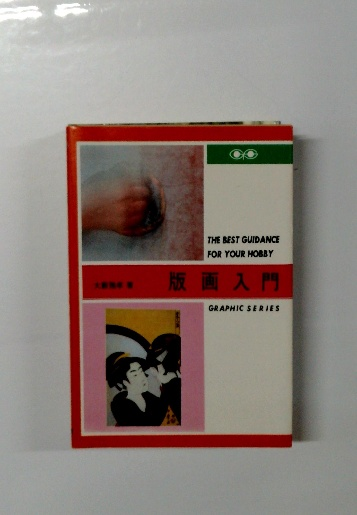 THE BEST GUIDANCE
FOR YOUR HOBBY
版画入門
GRAPHIC SERIES